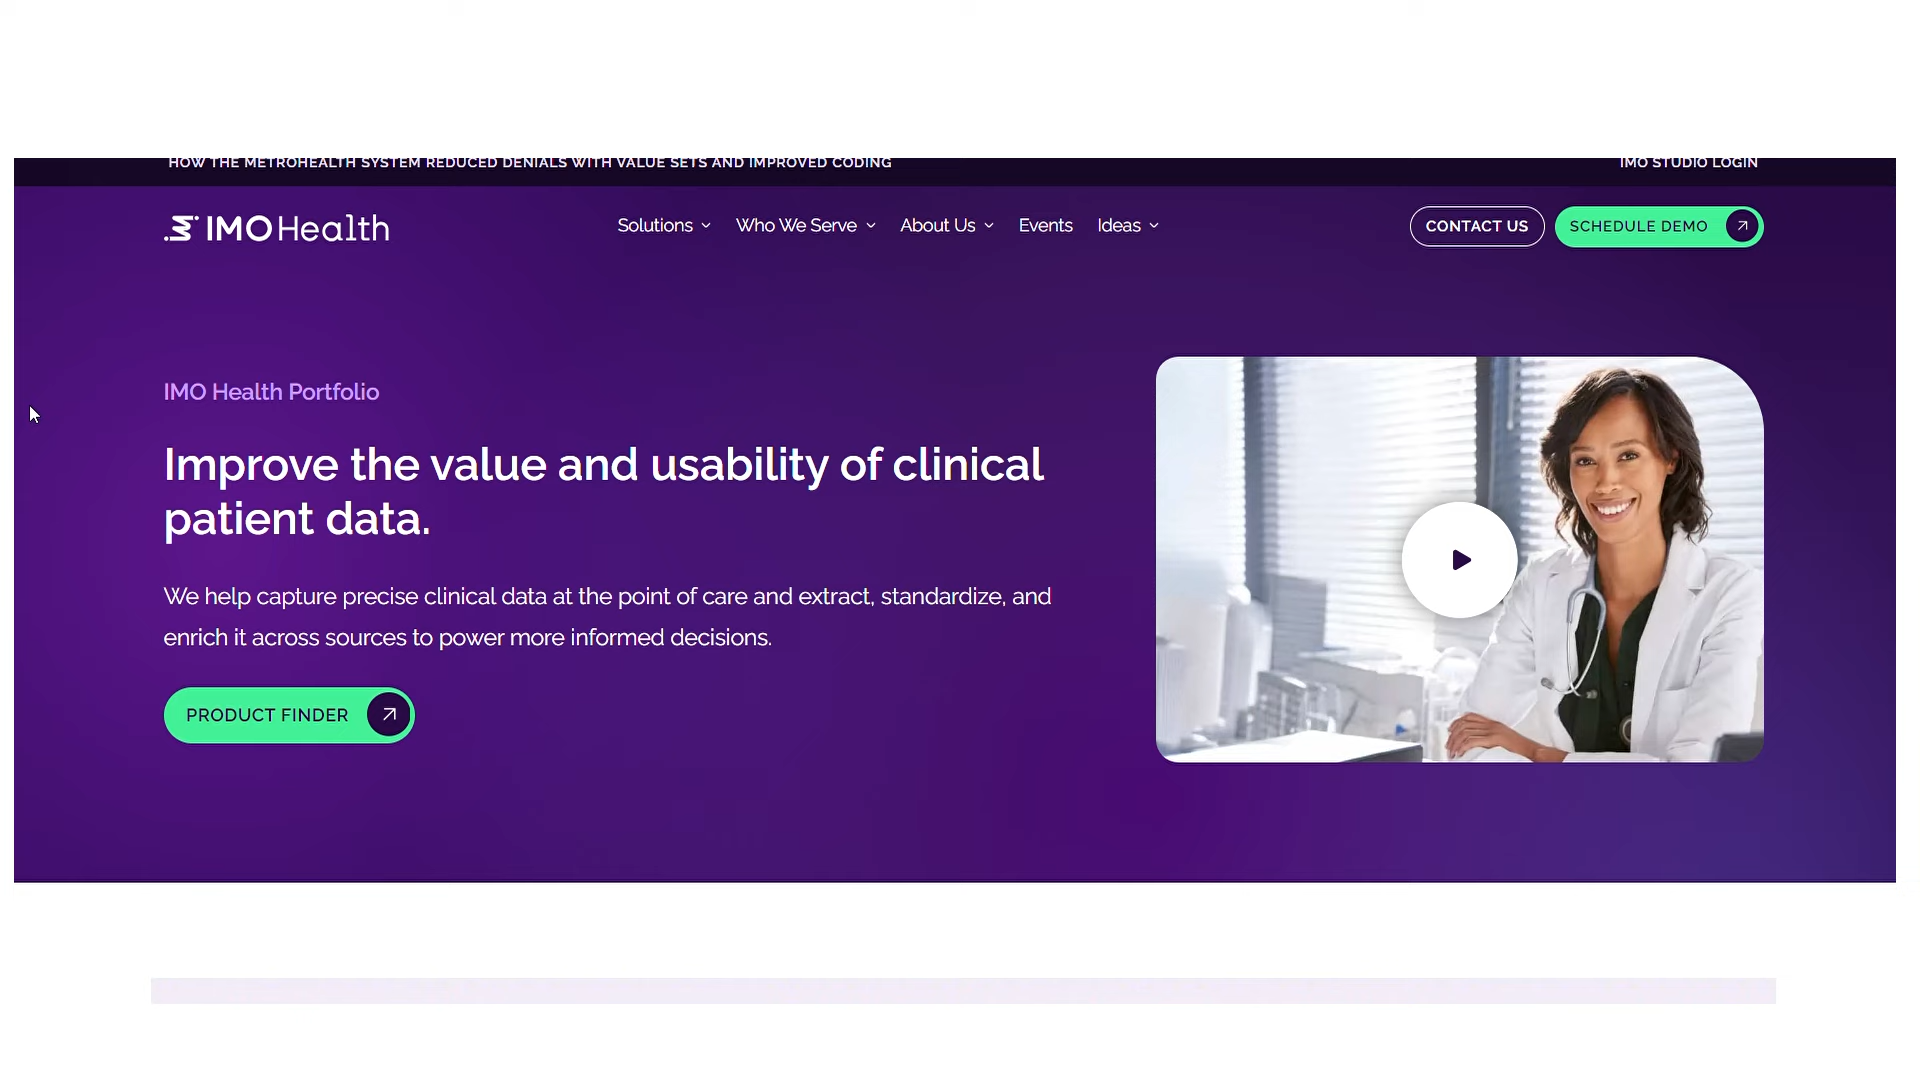 HOW THE METROHEALTH SYSTEM REDUCED DENIALS WITH VALUE SETS AND IMPROVED CODING
IMO STUDIO LOGIN
IMO Health
Solutions
Who We Serve
About Us
Events
Ideas
CONTACT US
SCHEDULE DEMO
IMO Health Portfolio
Improve the value and usability of clinical
patient data.
We help capture precise clinical data at the point of care and extract, standardize, and
enrich it across sources to power more informed decisions.
PRODUCT FINDER